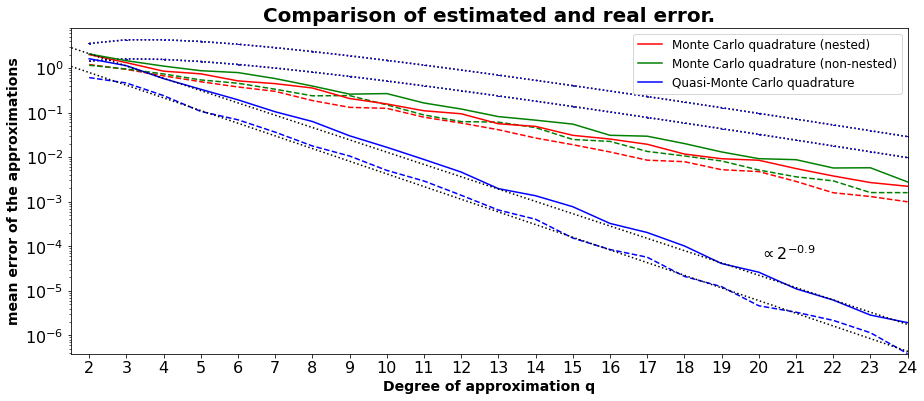 Comparison of estimated and real error.
Monte Carlo quadrature (nested)
Monte Carlo quadrature (non-nested)
Quasi-Monte Carlo quadrature
mean error of the approximations
10⁰
10⁻¹
10⁻²
10⁻³
10⁻⁴
10⁻⁵
10⁻⁶
∝ 2⁻⁰·⁹
2 3 4 5 6 7 8 9 10 11 12 13 14 15 16 17 18 19 20 21 22 23 24
Degree of approximation q